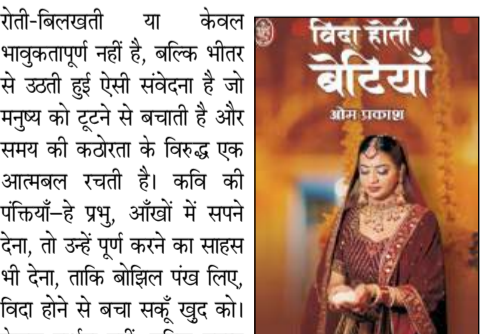 रोती-बिलखती या केवल
भावुकतापूर्ण नहीं है, बल्कि भीतर
से उठती हुई ऐसी संवेदना है जो
मनुष्य को टूटने से बचाती है और
समय की कठोरता के विरुद्ध एक
आत्मबल रचती है। कवि की
पंक्तियाँ–हे प्रभु, आँखों में सपने
देना, तो उन्हें पूर्ण करने का साहस
भी देना, ताकि बोझिल पंख लिए,
विदा होने से बचा सकूँ खुद को।
विदा होती
बेटियाँ
ओम प्रकाश